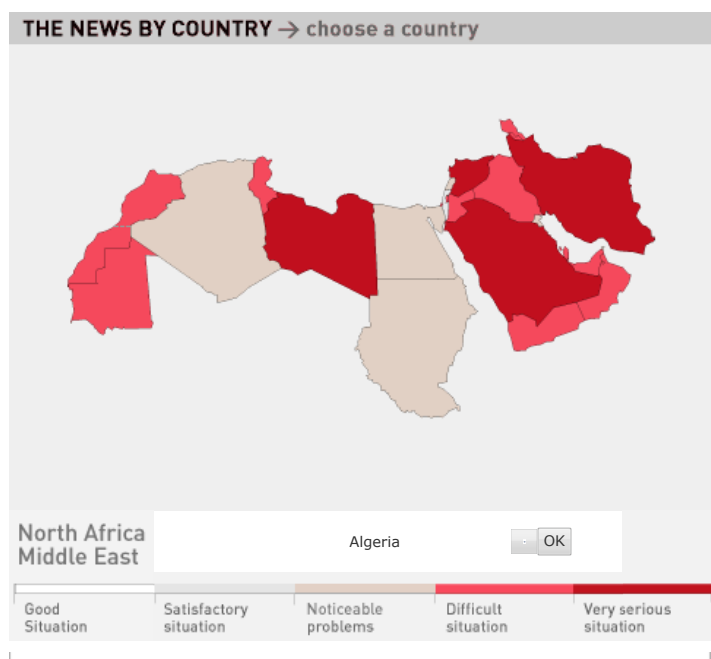 THE NEWS BY COUNTRY → choose a country
North Africa
Middle East
Algeria
OK
Good
Situation
Satisfactory
situation
Noticeable
problems
Difficult
situation
Very serious
situation